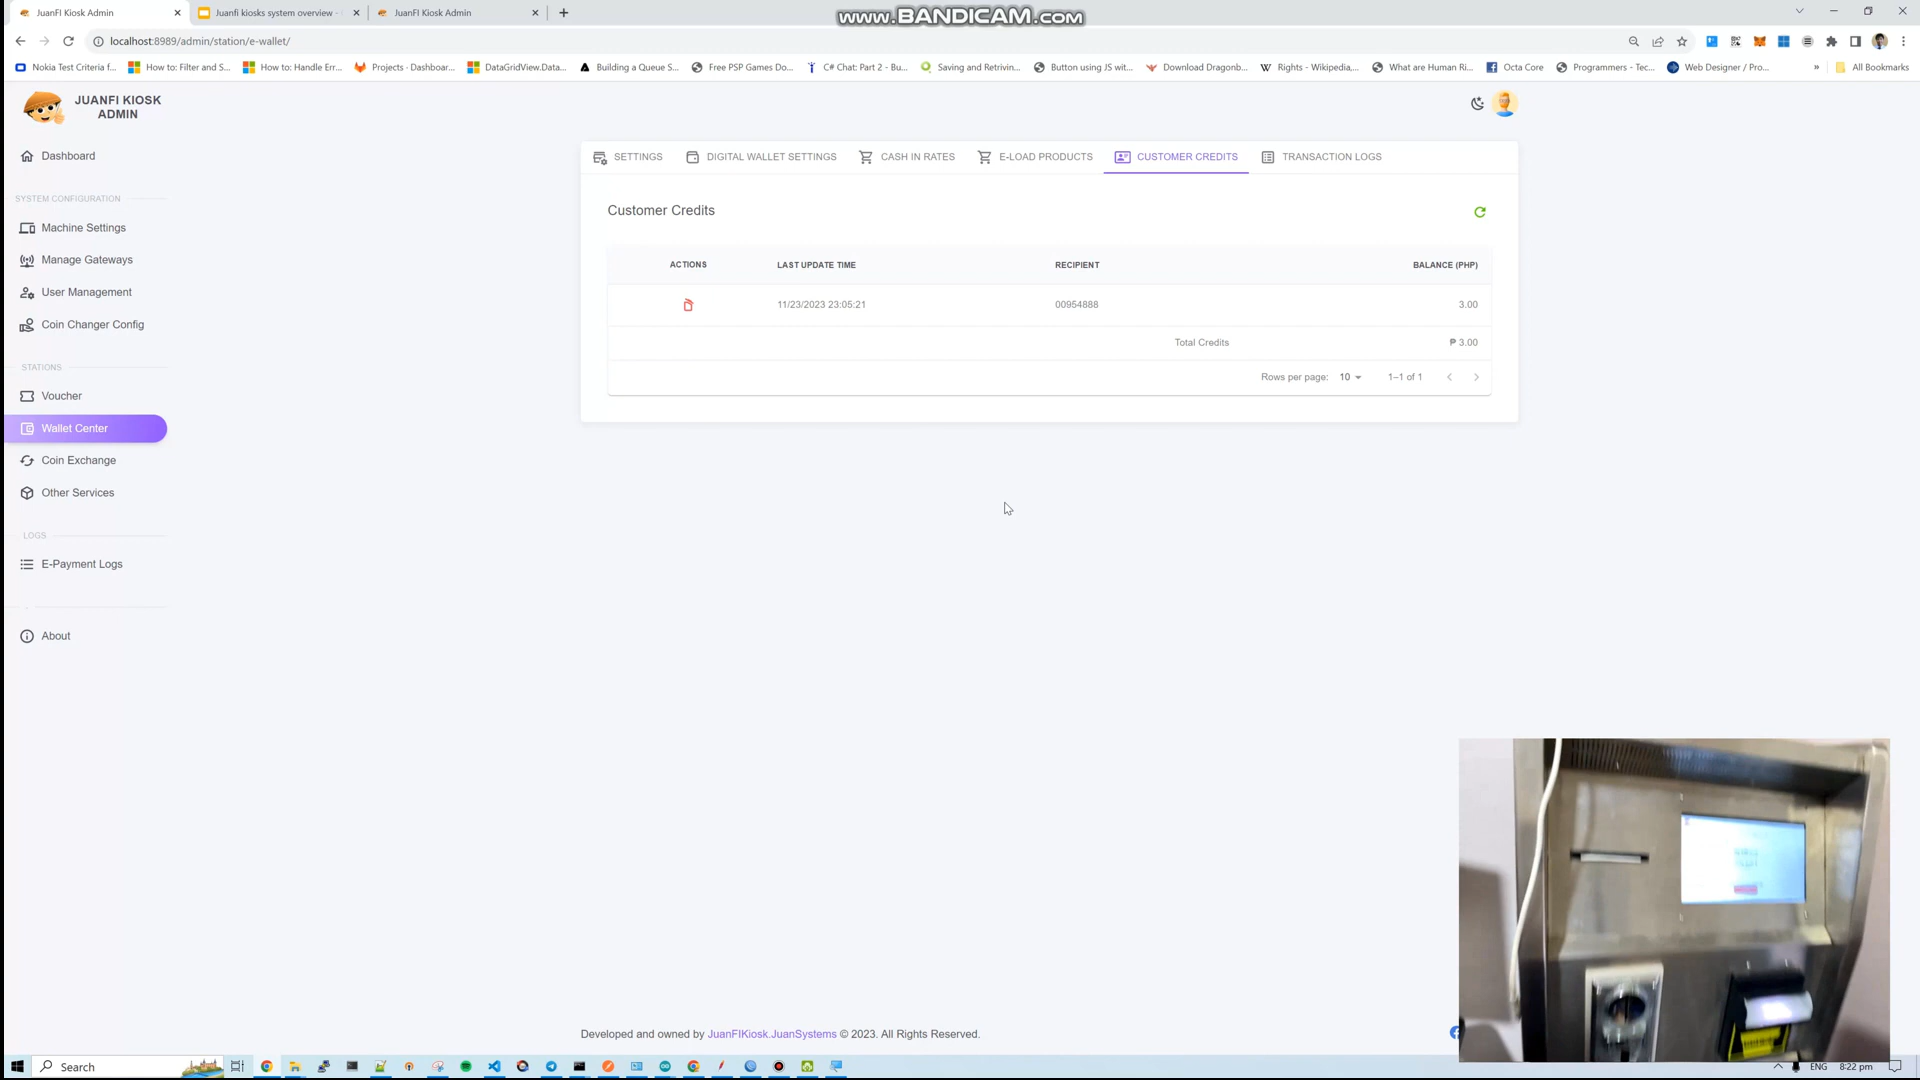 JuanFI Kiosk Admin
Juanfi kiosks system overview -
JuanFI Kiosk Admin
www.BANDICAM.com
localhost:8989/admin/station/e-wallet/
Nokia Test Criteria f...
How to: Filter and S...
How to: Handle Err...
Projects · Dashboar...
DataGridView.Data...
Building a Queue S...
Free PSP Games Do...
C# Chat: Part 2 - Bu...
Saving and Retrivin...
Button using JS wit...
Download Dragonb...
Rights - Wikipedia,...
What are Human Ri...
Octa Core
Programmers - Tec...
Web Designer / Pro...
»
All Bookmarks
JUANFI KIOSK
ADMIN
Dashboard
SYSTEM CONFIGURATION
Machine Settings
Manage Gateways
User Management
Coin Changer Config
STATIONS
Voucher
Wallet Center
Coin Exchange
Other Services
LOGS
E-Payment Logs
About
SETTINGS
DIGITAL WALLET SETTINGS
CASH IN RATES
E-LOAD PRODUCTS
CUSTOMER CREDITS
TRANSACTION LOGS
Customer Credits
ACTIONS LAST UPDATE TIME RECIPIENT BALANCE (PHP)
11/23/2023 23:05:21 00954888 3.00
Total Credits ₱ 3.00
Rows per page: 10 1–1 of 1
Developed and owned by JuanFIKiosk.JuanSystems © 2023. All Rights Reserved.
Search
ENG 8:22 pm